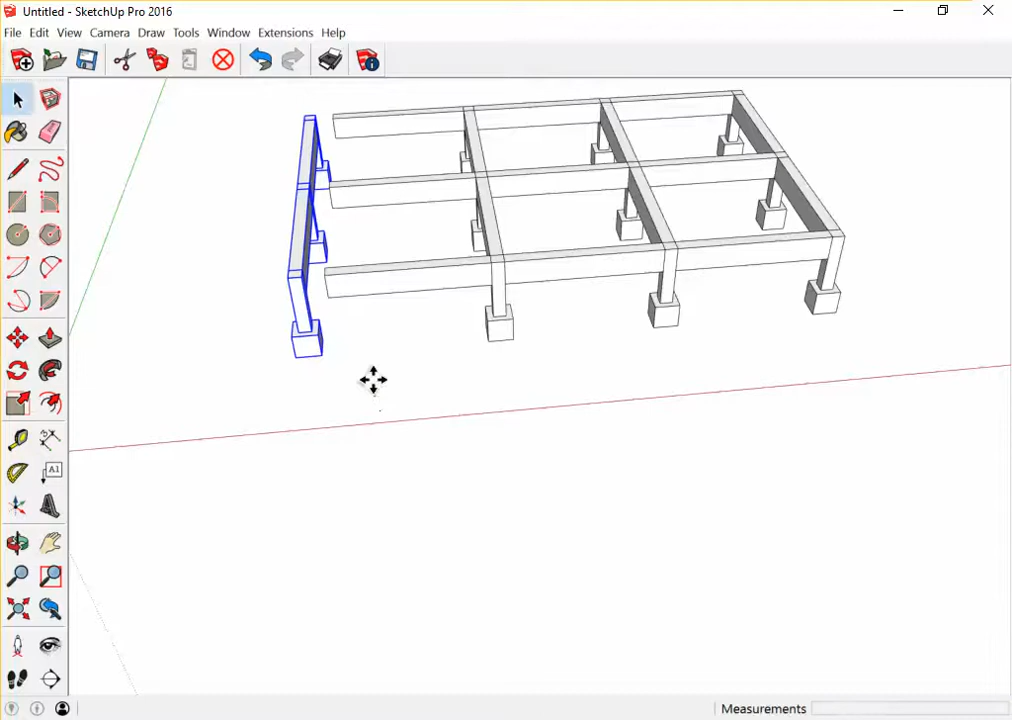 Untitled - SketchUp Pro 2016
File Edit View Camera Draw Tools Window Extensions Help
A1
Measurements